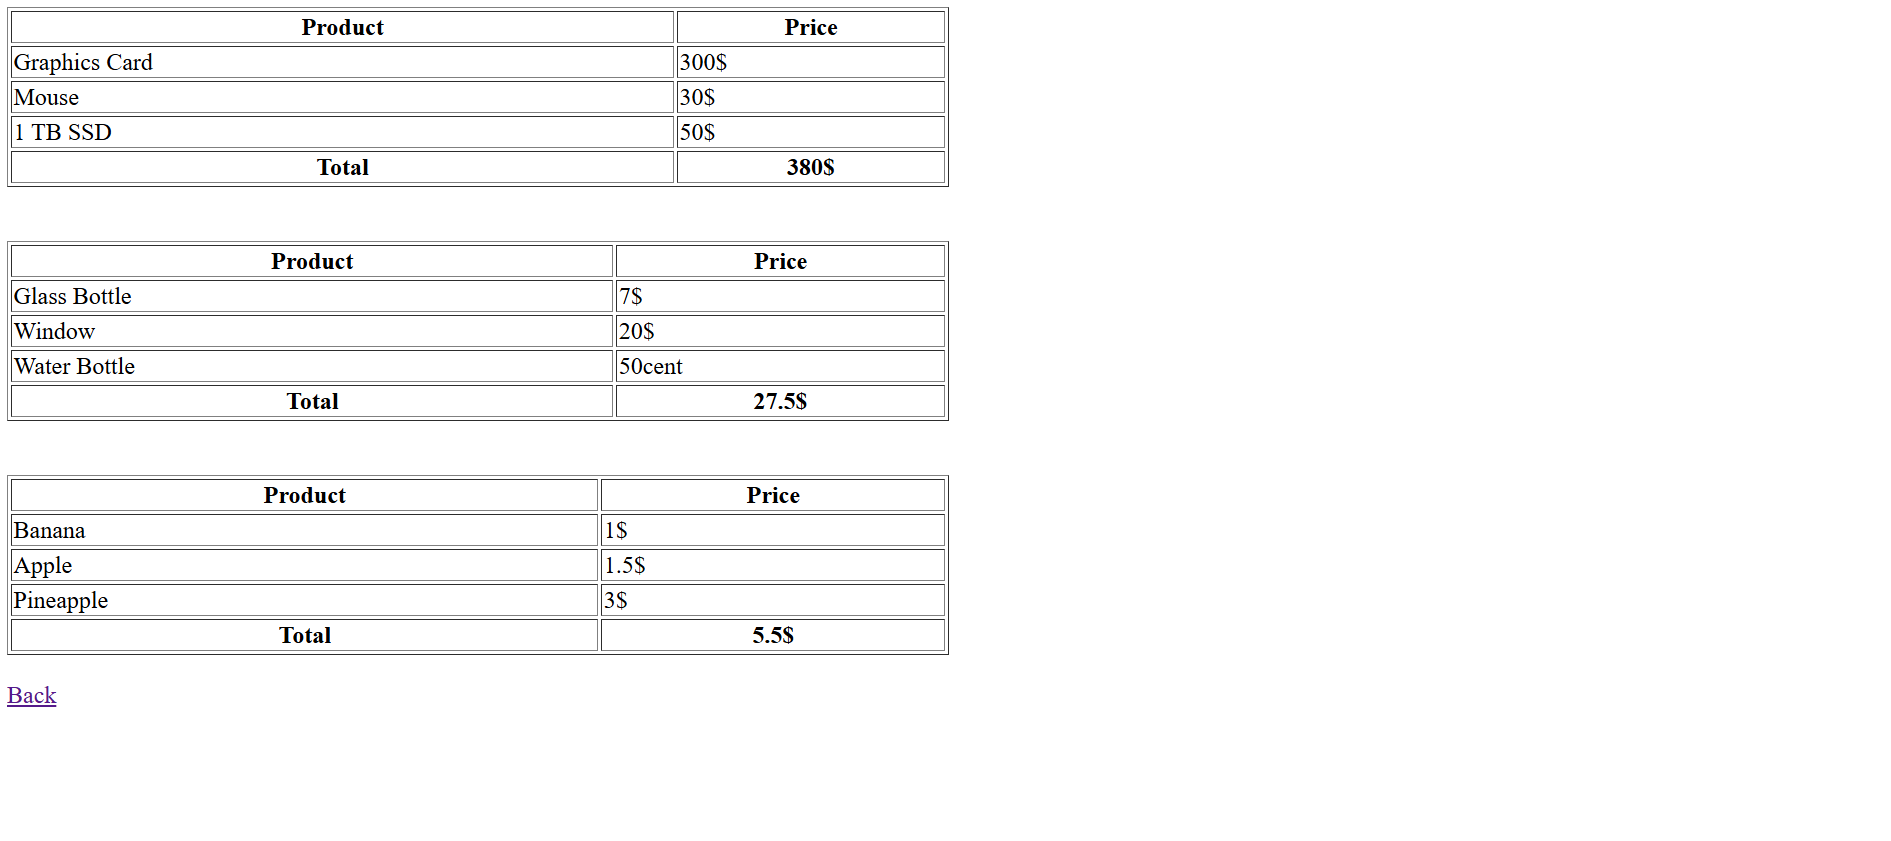 Product Price
Graphics Card 300$
Mouse 30$
1 TB SSD 50$
Total 380$
Product Price
Glass Bottle 7$
Window 20$
Water Bottle 50cent
Total 27.5$
Product Price
Banana 1$
Apple 1.5$
Pineapple 3$
Total 5.5$
Back